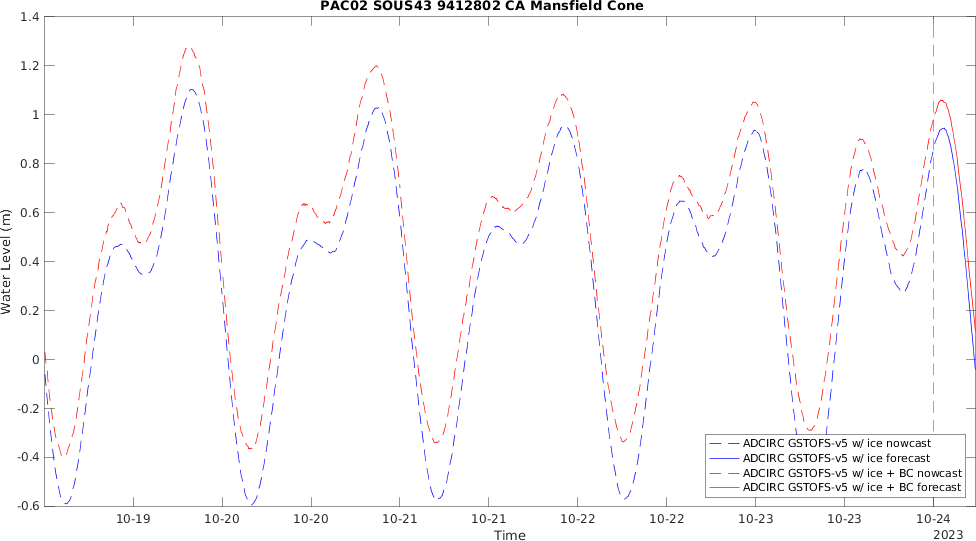 PAC02 SOUS43 9412802 CA Mansfield Cone
1.4
1.2
1
0.8
0.6
0.4
0.2
0
-0.2
-0.4
-0.6
Water Level (m)
ADCIRC GSTOFS-v5 w/ ice nowcast
ADCIRC GSTOFS-v5 w/ ice forecast
ADCIRC GSTOFS-v5 w/ ice + BC nowcast
ADCIRC GSTOFS-v5 w/ ice + BC forecast
10-19 10-20 10-20 10-21 10-21 10-22 10-22 10-23 10-23 10-24
2023
Time